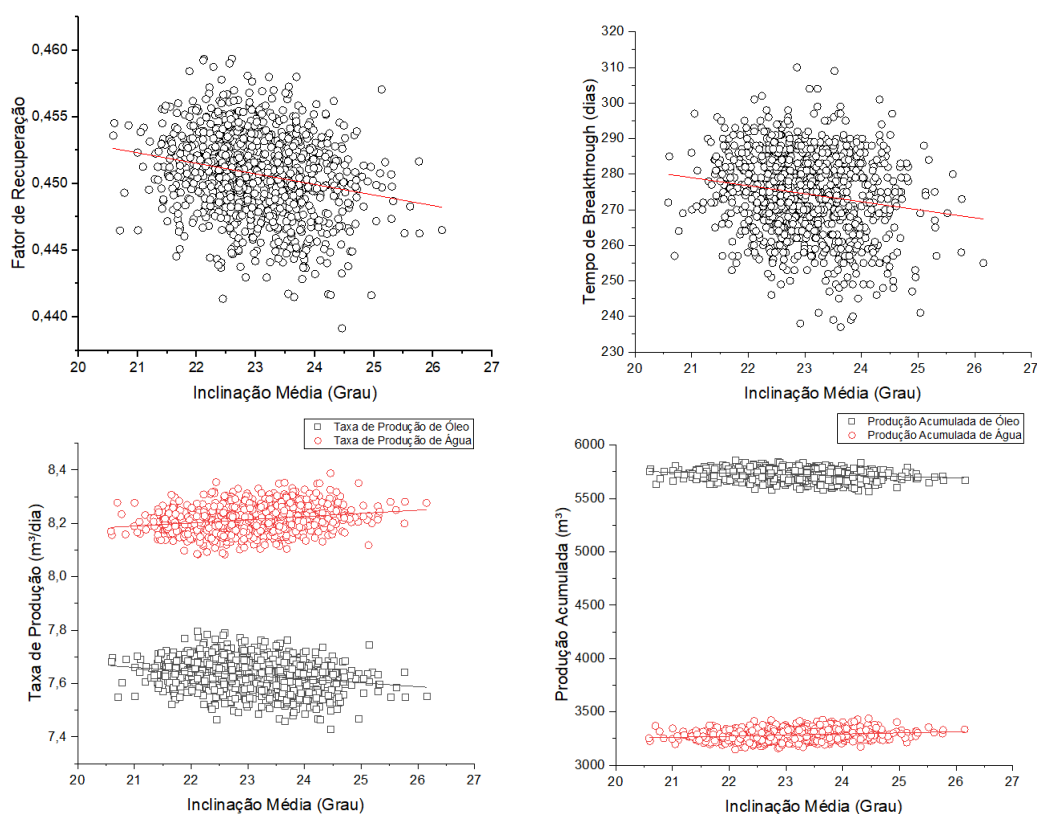 Fator de Recuperação
0,460
0,455
0,450
0,445
0,440
20 21 22 23 24 25 26 27
Inclinação Média (Grau)
Tempo de Breakthrough (dias)
320
310
300
290
280
270
260
250
240
230
20 21 22 23 24 25 26 27
Inclinação Média (Grau)
Taxa de Produção de Óleo
Taxa de Produção de Água
Taxa de Produção (m³/dia)
8,4
8,2
8,0
7,8
7,6
7,4
20 21 22 23 24 25 26 27
Inclinação Média (Grau)
Produção Acumulada de Óleo
Produção Acumulada de Água
Produção Acumulada (m³)
6000
5500
5000
4500
4000
3500
3000
20 21 22 23 24 25 26 27
Inclinação Média (Grau)